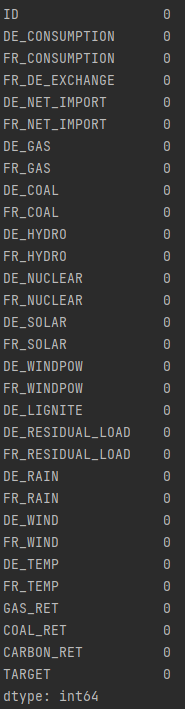 ID 0
DE_CONSUMPTION 0
FR_CONSUMPTION 0
FR_DE_EXCHANGE 0
DE_NET_IMPORT 0
FR_NET_IMPORT 0
DE_GAS 0
FR_GAS 0
DE_COAL 0
FR_COAL 0
DE_HYDRO 0
FR_HYDRO 0
DE_NUCLEAR 0
FR_NUCLEAR 0
DE_SOLAR 0
FR_SOLAR 0
DE_WINDPOW 0
FR_WINDPOW 0
DE_LIGNITE 0
DE_RESIDUAL_LOAD 0
FR_RESIDUAL_LOAD 0
DE_RAIN 0
FR_RAIN 0
DE_WIND 0
FR_WIND 0
DE_TEMP 0
FR_TEMP 0
GAS_RET 0
COAL_RET 0
CARBON_RET 0
TARGET 0
dtype: int64